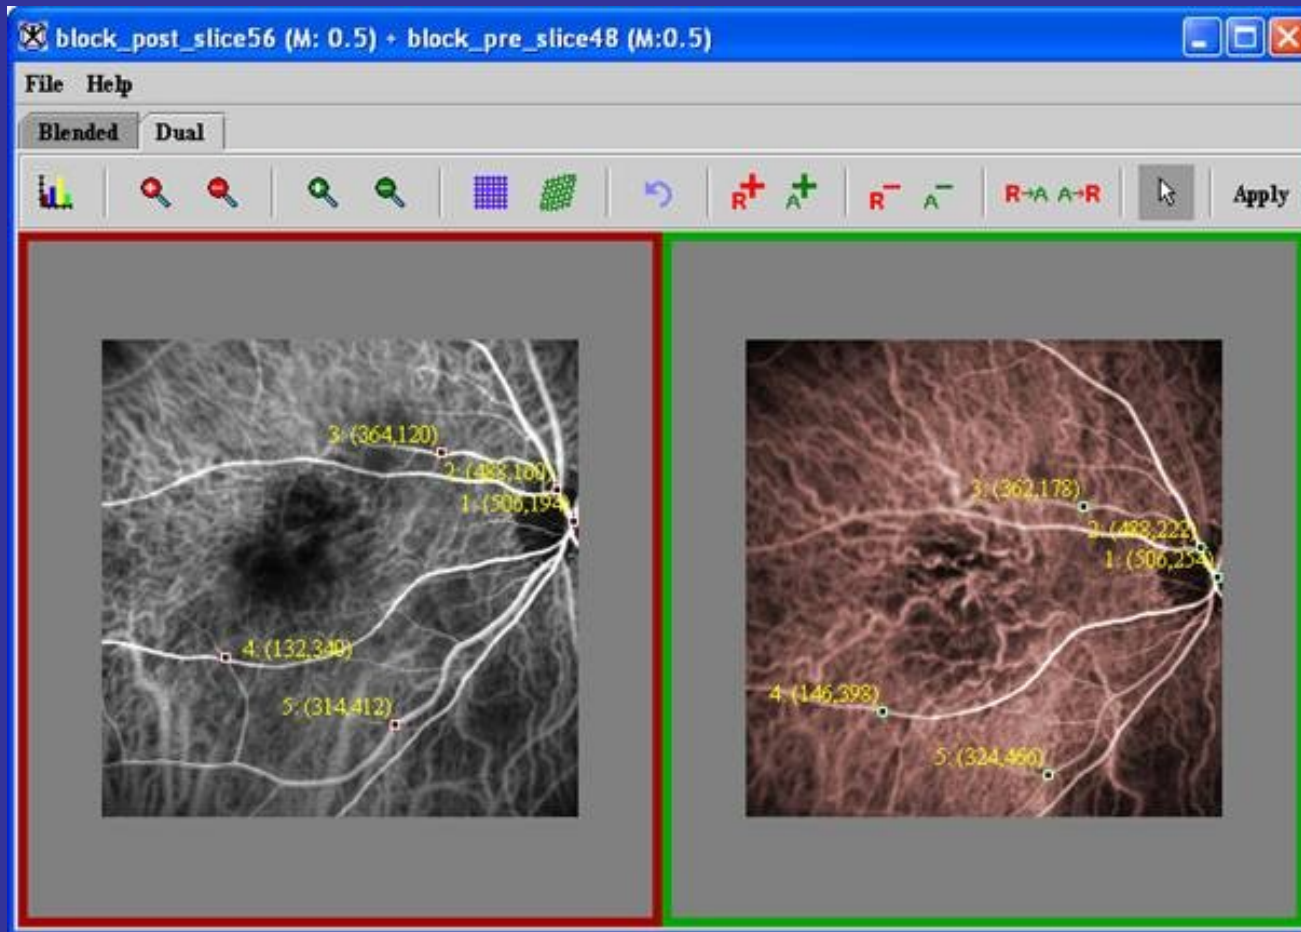 block_post_slice56 (M: 0.5) + block_pre_slice48 (M:0.5)
File Help
Blended Dual
R+ A+ R− A− R→A A→R Apply
3: (364,120)
2: (488,160)
1: (506,194)
4: (132,340)
5: (314,412)
3: (362,178)
2: (488,222)
1: (506,254)
4: (146,398)
5: (324,466)